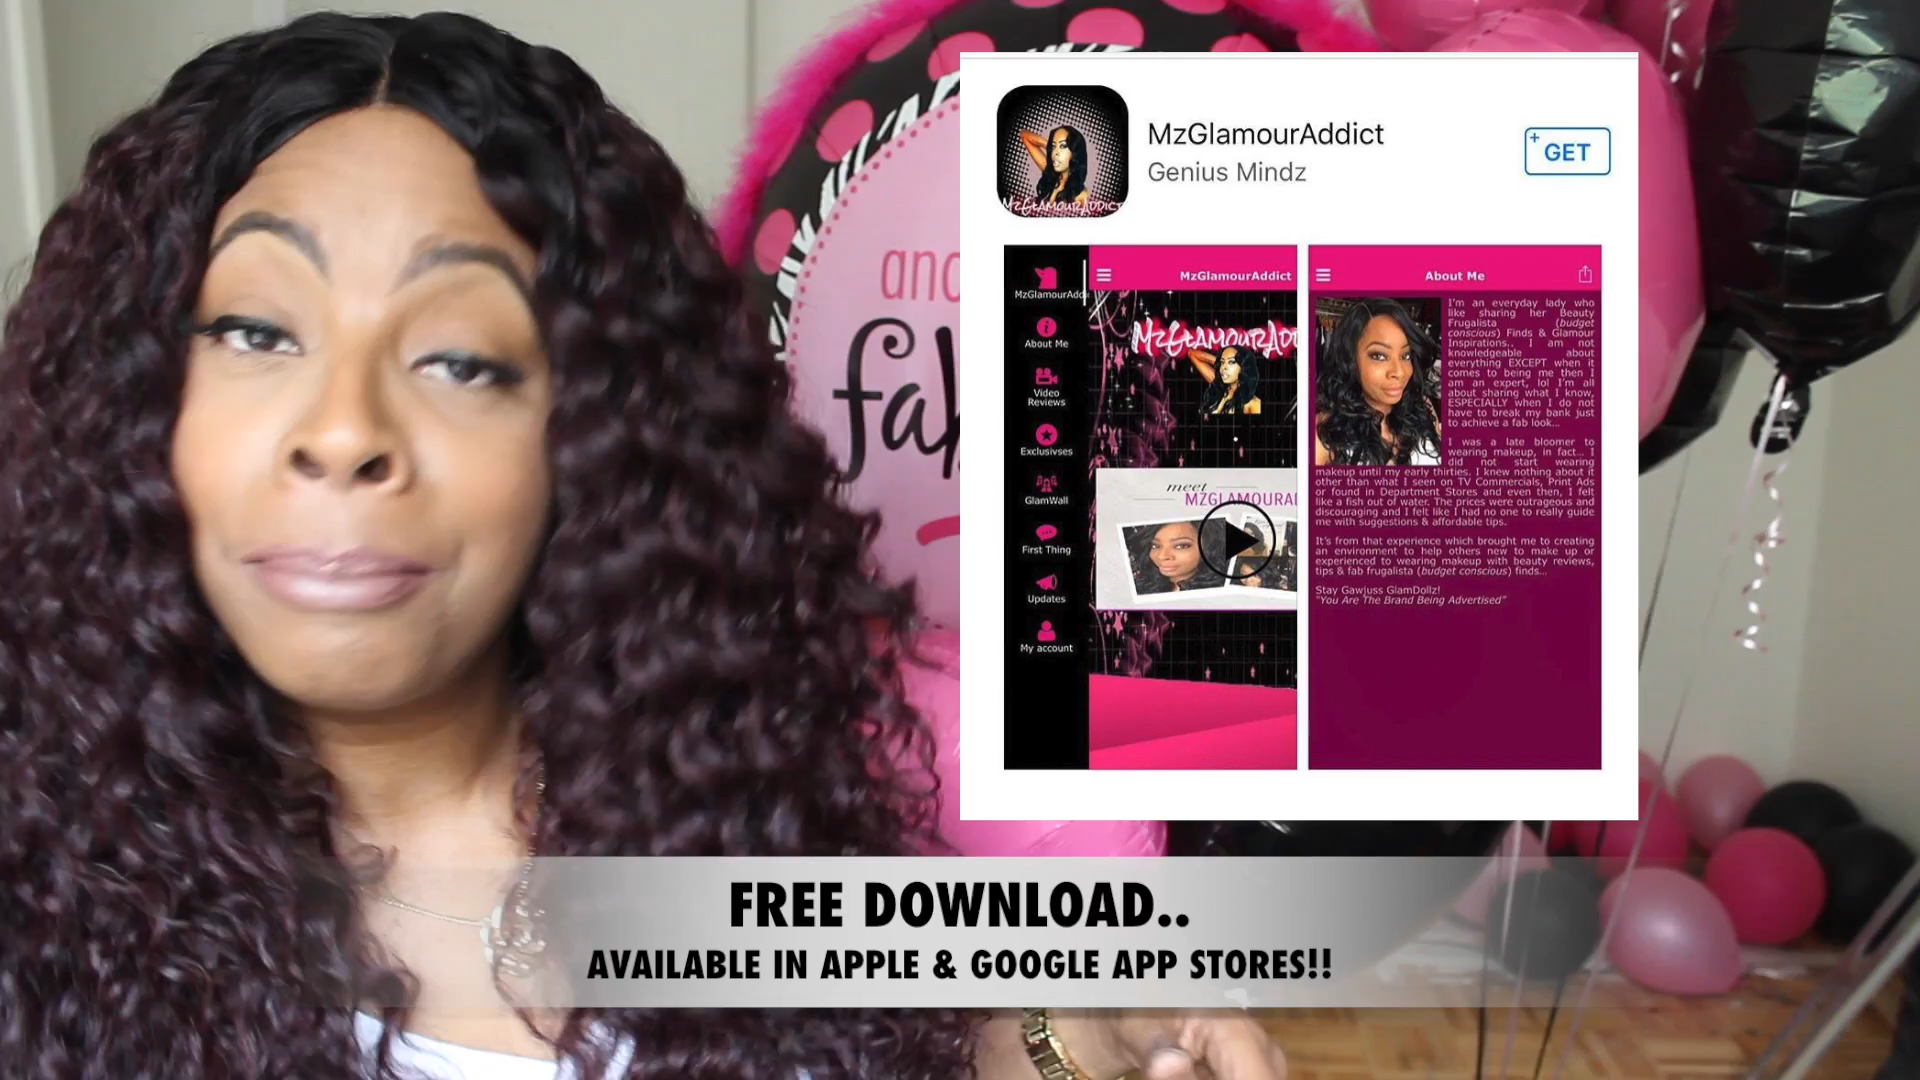 and
fab
MzGlamourAddict
Genius Mindz
GET
MzGlamourAddict
MzGlamourAdd
About Me
Video
Reviews
Exclusivses
GlamWall
First Thing
Updates
My account
MzGlamourAddict
MzGlamourAdd
meet
MZGLAMOURAD
About Me
I'm an everyday lady who
like sharing her Beauty
Frugalista (budget
conscious) Finds & Glamour
Inspirations.. I am not
knowledgeable about
everything EXCEPT when it
comes to being me then I
am an expert, lol I'm all
about sharing what I know,
ESPECIALLY when I do not
have to break my bank just
to achieve a fab look...
I was a late bloomer to
wearing makeup, in fact... I
did not start wearing
makeup until my early thirties. I knew nothing about it
other than what I seen on TV Commercials, Print Ads
or found in Department Stores and even then, I felt
like a fish out of water. The prices were outrageous and
discouraging and I felt like I had no one to really guide
me with suggestions & affordable tips.
It's from that experience which brought me to creating
an environment to help others new to make up or
experienced to wearing makeup with beauty reviews,
tips & fab frugalista (budget conscious) finds...
Stay Gawjuss GlamDollz!
"You Are The Brand Being Advertised"
FREE DOWNLOAD..
AVAILABLE IN APPLE & GOOGLE APP STORES!!